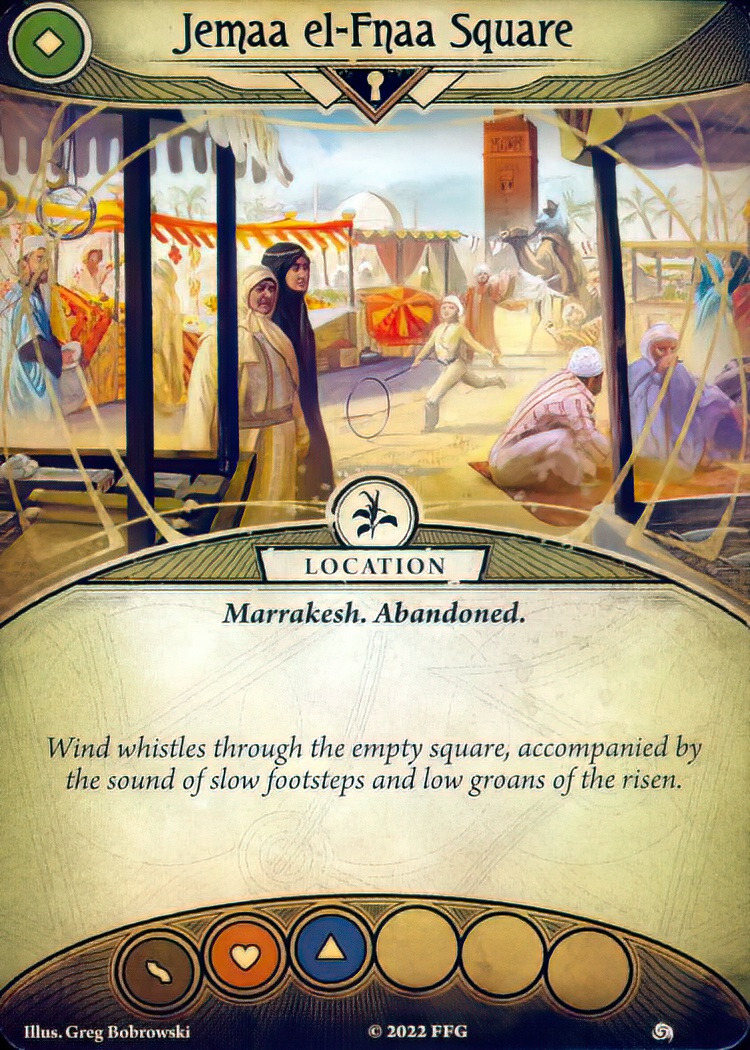 Jemaa el-Fnaa Square
LOCATION
Marrakesh. Abandoned.
Wind whistles through the empty square, accompanied by
the sound of slow footsteps and low groans of the risen.
Illus. Greg Bobrowski
© 2022 FFG